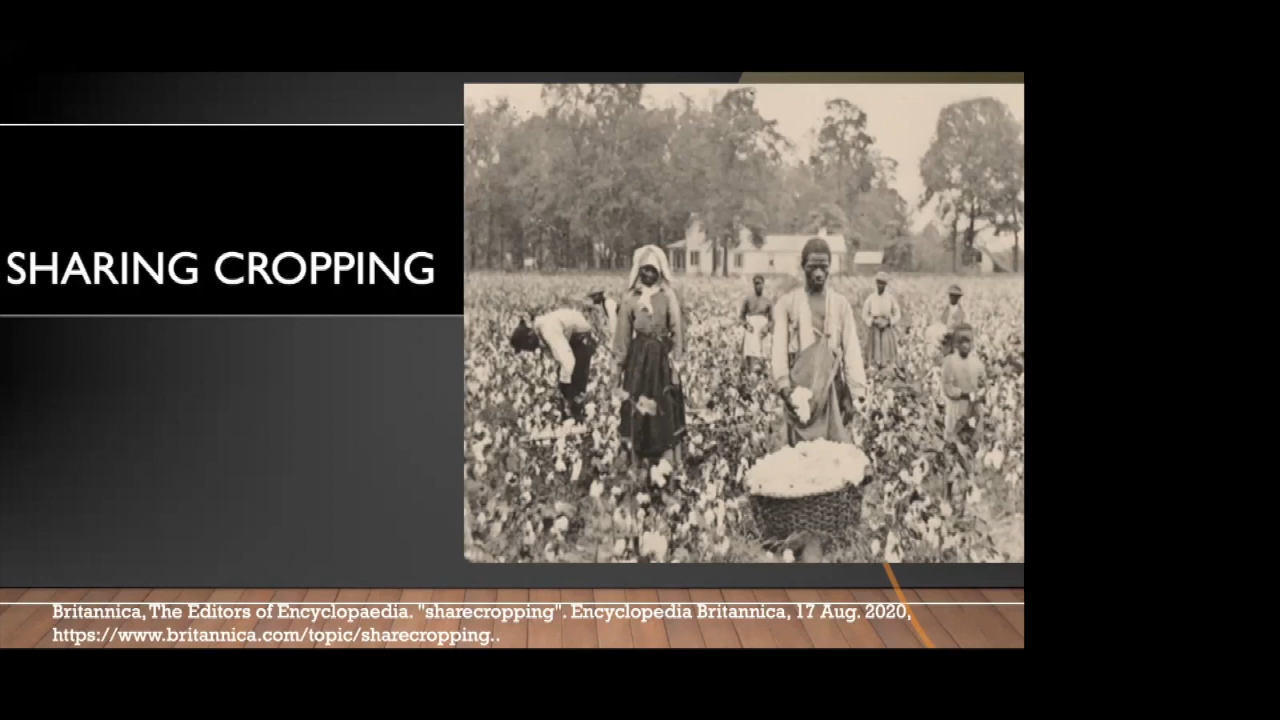 SHARING CROPPING
Britannica, The Editors of Encyclopaedia. "sharecropping". Encyclopedia Britannica, 17 Aug. 2020,
https://www.britannica.com/topic/sharecropping..